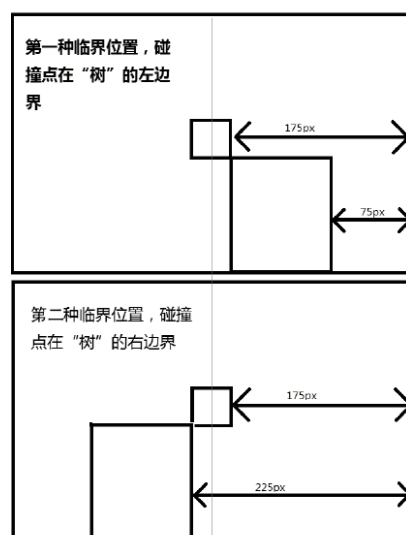 第一种临界位置，碰
撞点在“树”的左边
界
175px
75px
第二种临界位置，碰撞
点在“树”的右边界
175px
225px